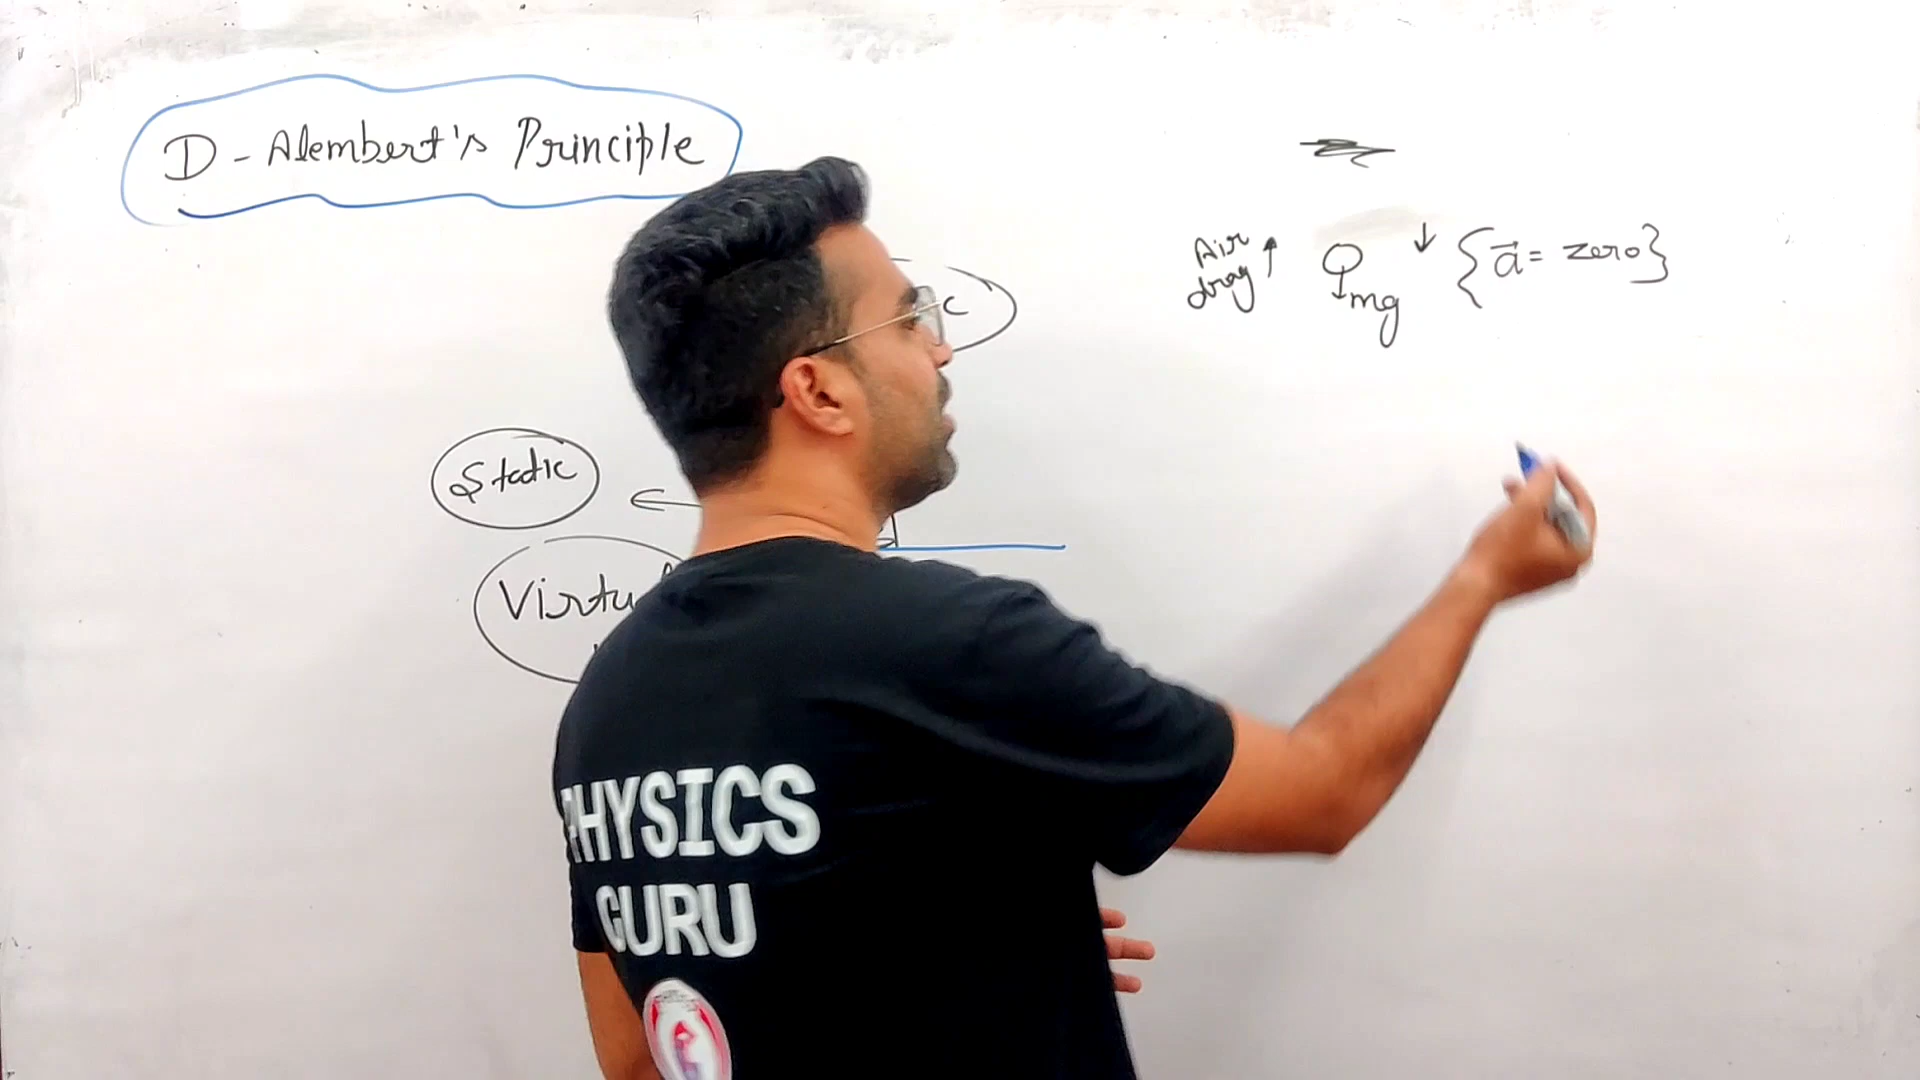 D-Alembert's Principle
Air
drag
mg
{a⃗ = zero}
Static
PHYSICS
GURU